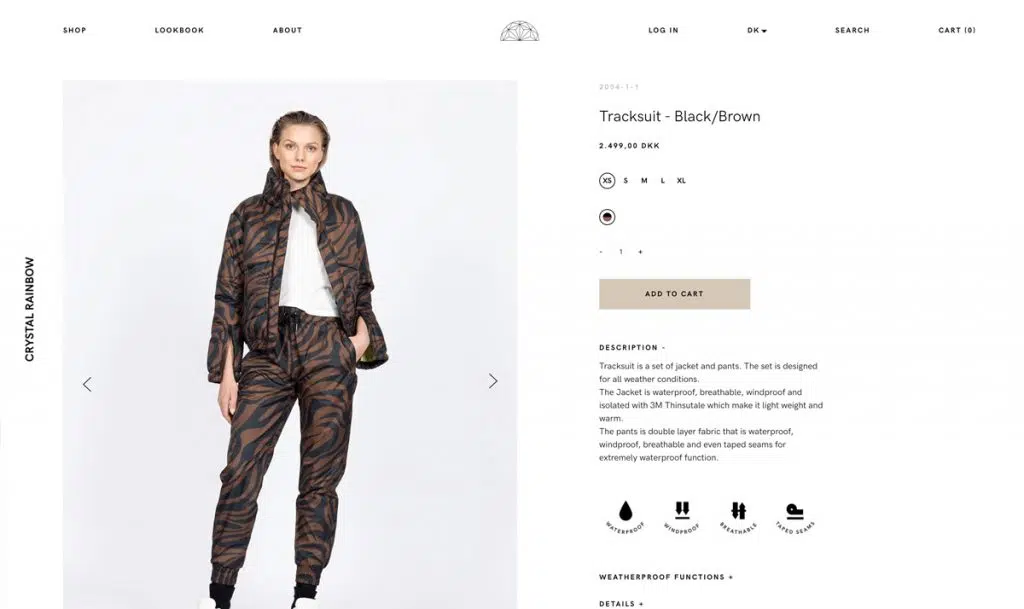 SHOP
LOOKBOOK
ABOUT
LOG IN
DK
SEARCH
CART (0)
CRYSTAL RAINBOW
2004-1-1
Tracksuit - Black/Brown
2.499,00 DKK
XS S M L XL
- 1 +
ADD TO CART
DESCRIPTION -
Tracksuit is a set of jacket and pants. The set is designed
for all weather conditions.
The Jacket is waterproof, breathable, windproof and
isolated with 3M Thinsutale which make it light weight and
warm.
The pants is double layer fabric that is waterproof,
windproof, breathable and even taped seams for
extremely waterproof function.
WATERPROOF
WINDPROOF
BREATHABLE
TAPED SEAMS
WEATHERPROOF FUNCTIONS +
DETAILS +